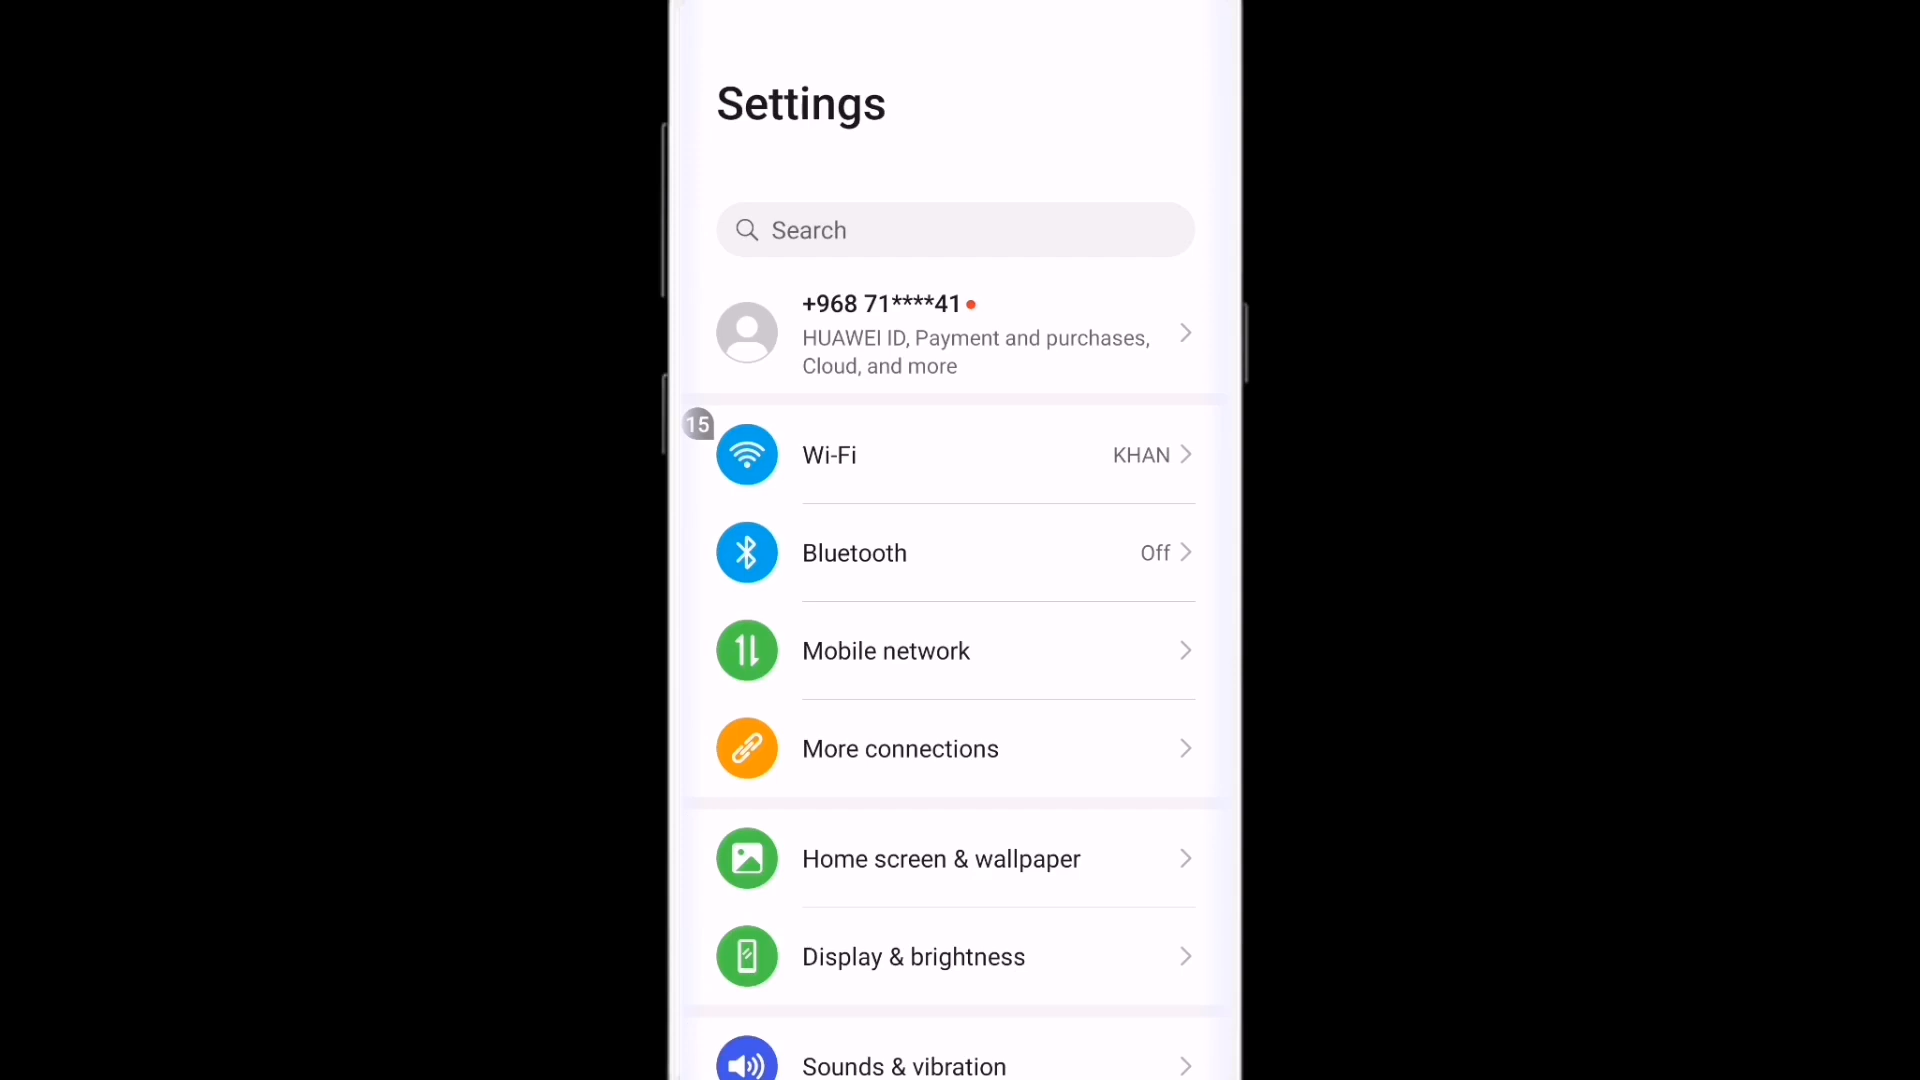 Settings
Search
+968 71****41
HUAWEI ID, Payment and purchases,
Cloud, and more
15
Wi-Fi KHAN
Bluetooth Off
Mobile network
More connections
Home screen & wallpaper
Display & brightness
Sounds & vibration